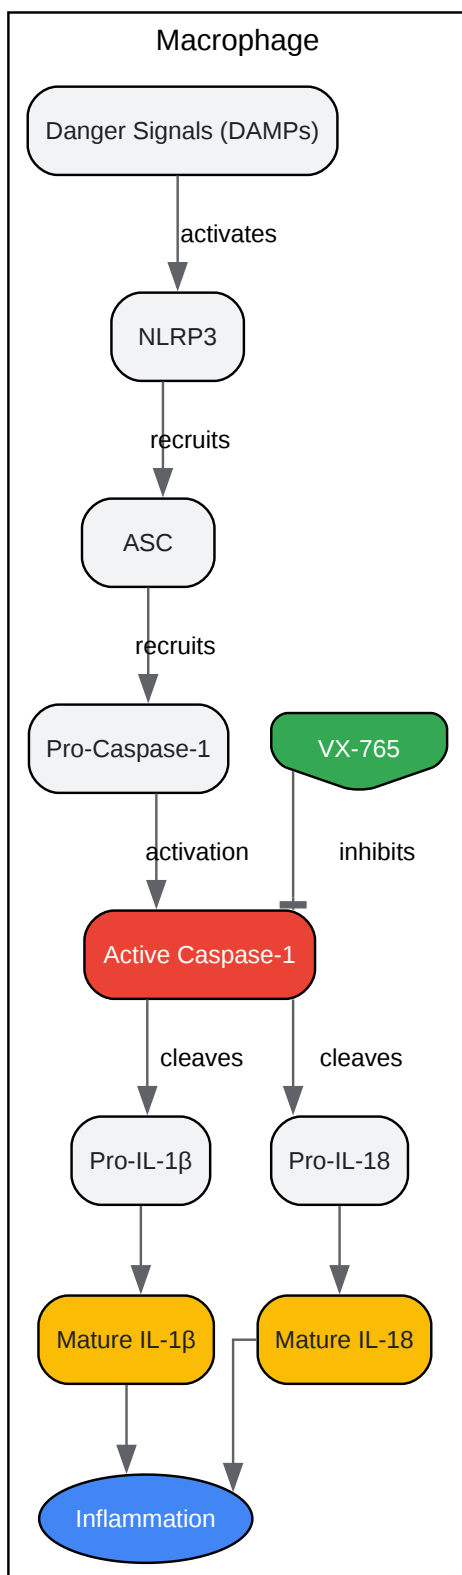 Macrophage
Danger Signals (DAMPs)
activates
NLRP3
recruits
ASC
recruits
Pro-Caspase-1
VX-765
activation
inhibits
Active Caspase-1
cleaves
cleaves
Pro-IL-1β
Pro-IL-18
Mature IL-1β
Mature IL-18
Inflammation